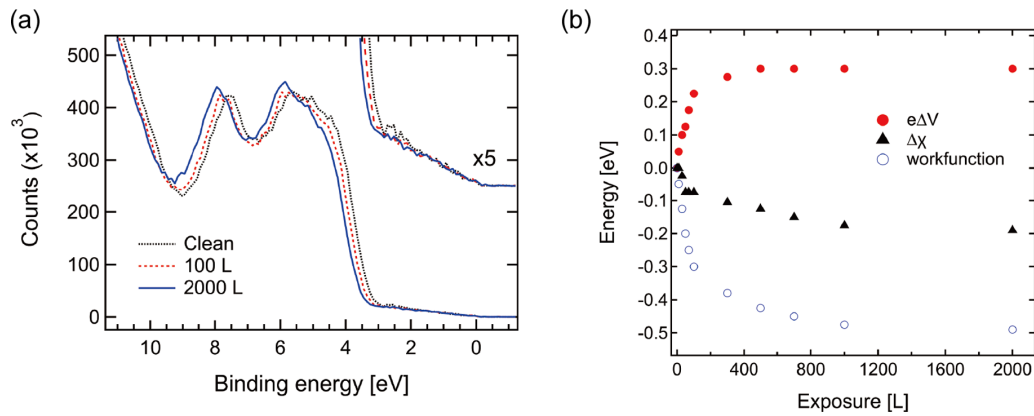 (a)
500
400
300
200
100
0
Counts (x10³)
x5
Clean
100 L
2000 L
10
8
6
4
2
0
Binding energy [eV]
(b)
0.4
0.3
0.2
0.1
0.0
-0.1
-0.2
-0.3
-0.4
-0.5
Energy [eV]
eΔV
Δχ
workfunction
0
400
800
1200
1600
2000
Exposure [L]